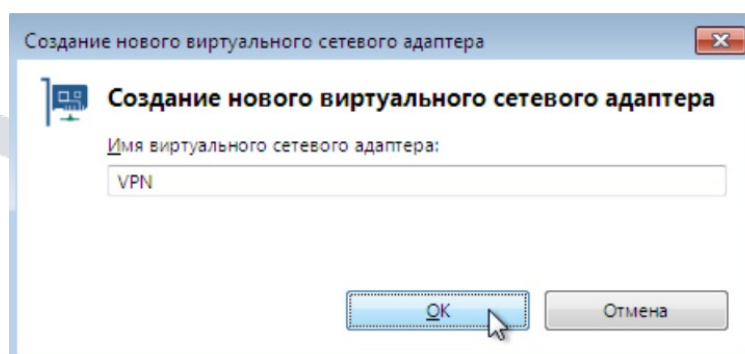 Создание нового виртуального сетевого адаптера
Создание нового виртуального сетевого адаптера
Имя виртуального сетевого адаптера:
VPN
OK
Отмена